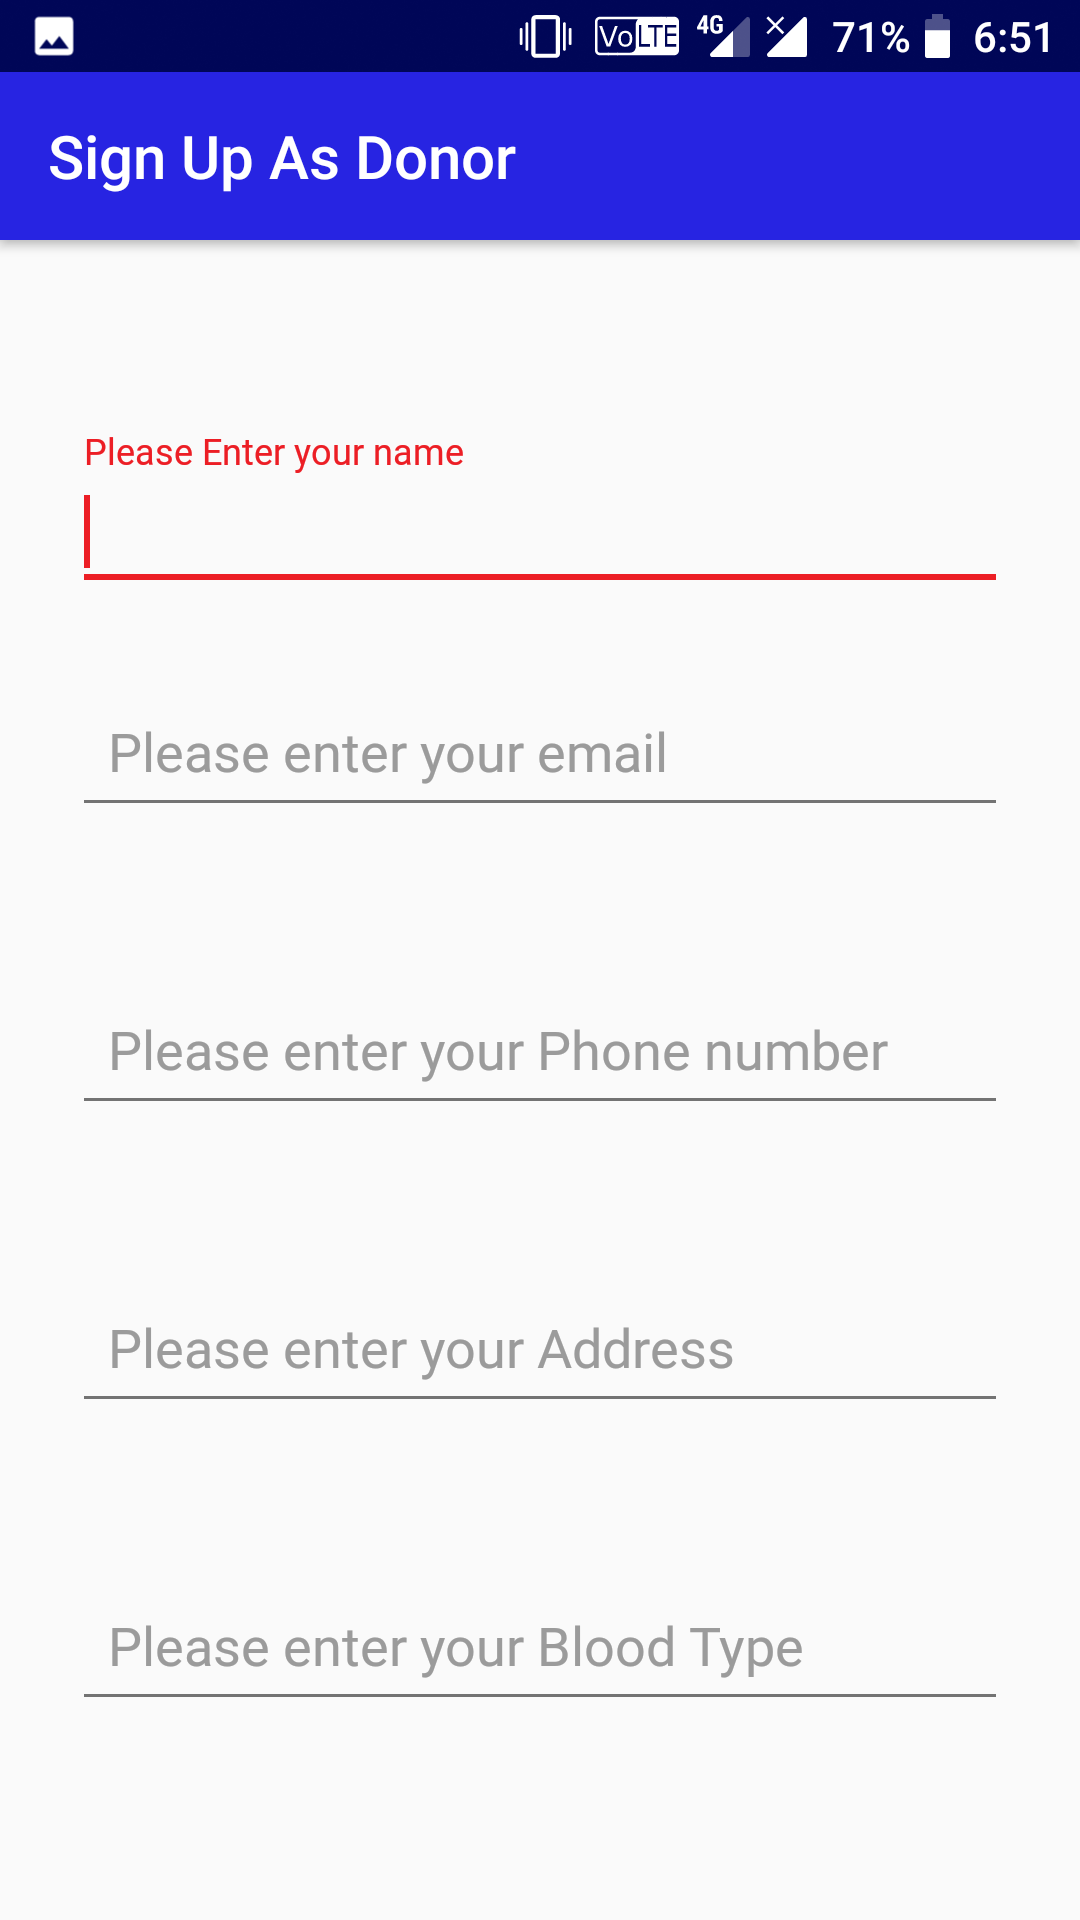 VoLTE 4G 71% 6:51
Sign Up As Donor
Please Enter your name
Please enter your email
Please enter your Phone number
Please enter your Address
Please enter your Blood Type